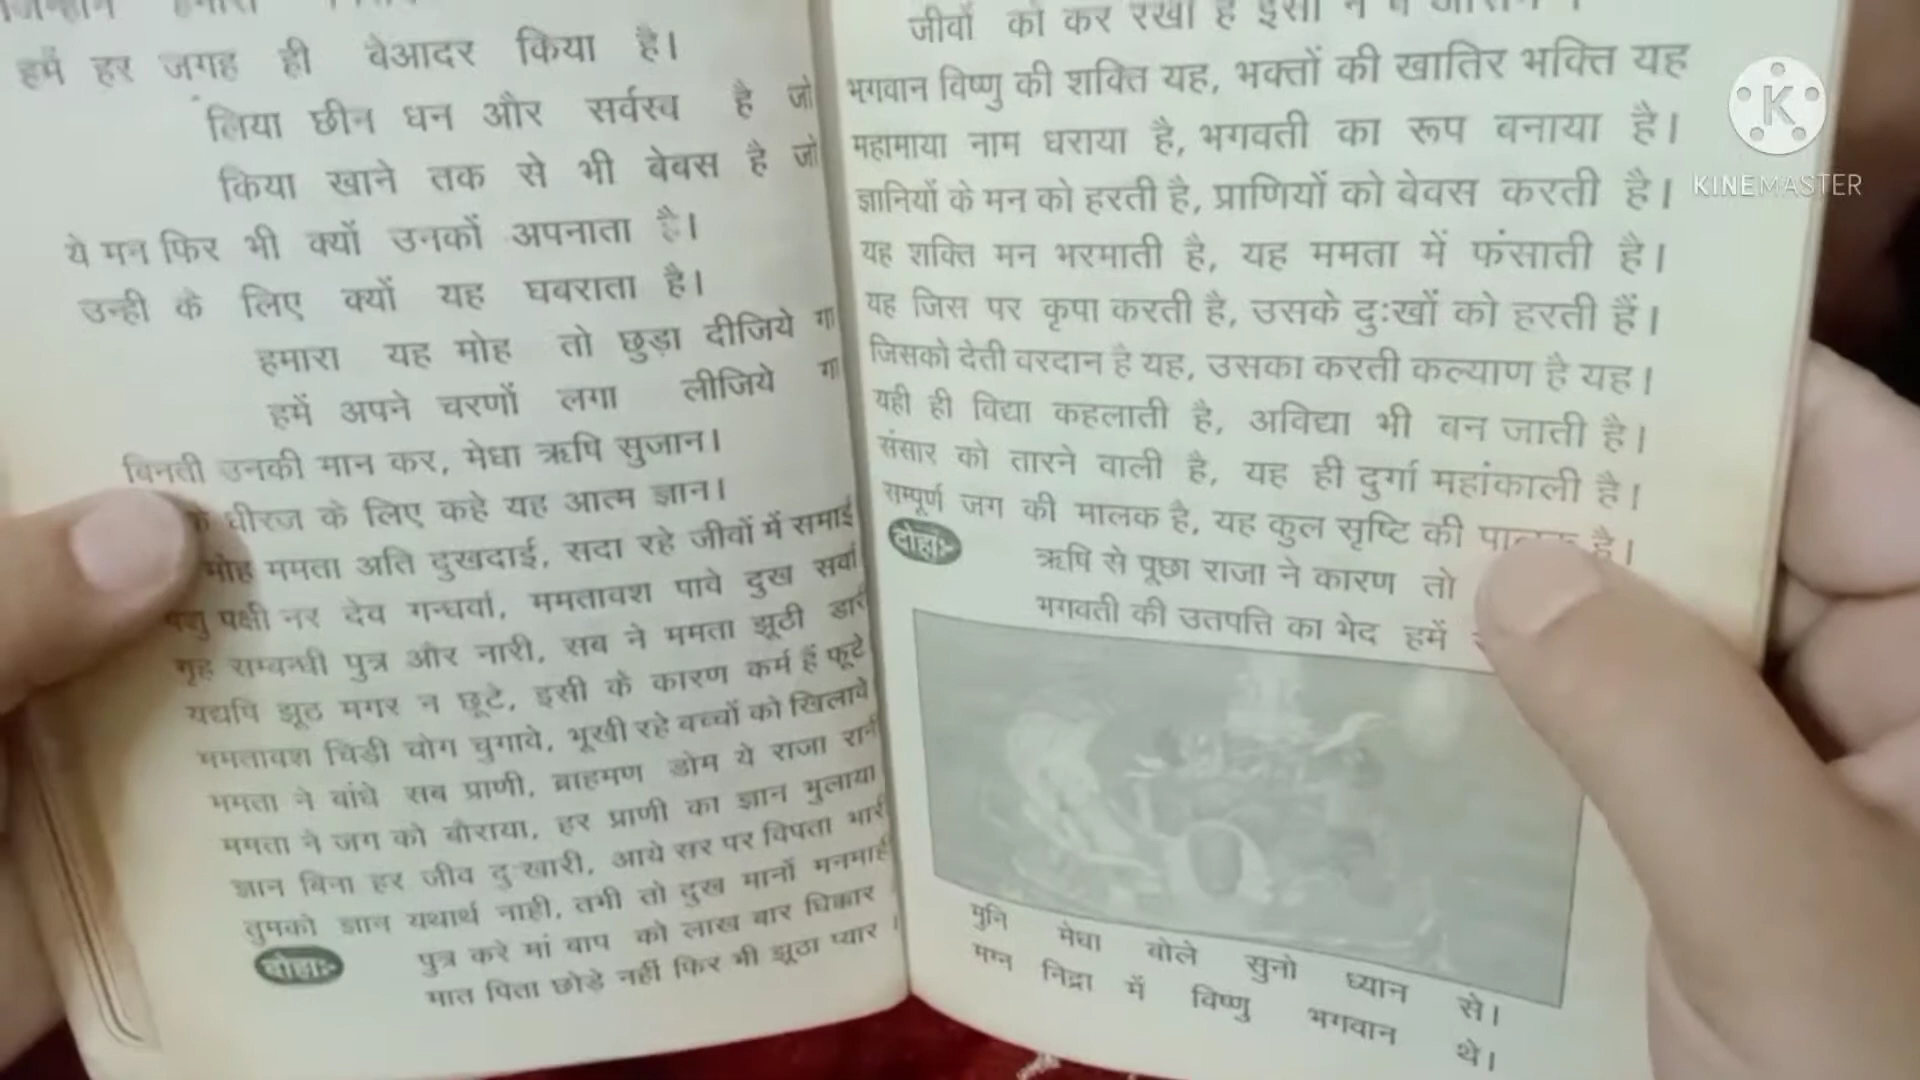 हमें हर जगह ही बेआदर किया है।
लिया छीन धन और सर्वस्व है जो
किया खाने तक से भी बेवस है जो
ये मन फिर भी क्यों उनकों अपनाता है।
उन्ही के लिए क्यों यह घबराता है।
हमारा यह मोह तो छुड़ा दीजिये गा
हमें अपने चरणों लगा लीजिये गा
बिनती उनकी मान कर, मेधा ऋषि सुजान।
धीरज के लिए कहे यह आत्म ज्ञान।
मोह ममता अति दुखदाई, सदा रहे जीवों में समाई
पक्षी नर देव गन्धर्वा, ममतावश पावे दुख सर्वा
गृह सम्बन्धी पुत्र और नारी, सब ने ममता झूठी डारी
यद्यपि झूठ मगर न छूटे, इसी के कारण कर्म हैं फूटे
ममतावश चिड़ी चोग चुगावे, भूखी रहे बच्चों को खिलावे
ममता ने बांधे सब प्राणी, ब्राहमण डोम ये राजा रानी
ममता ने जग को बौराया, हर प्राणी का ज्ञान भुलाया
ज्ञान बिना हर जीव दु:खारी, आये सर पर विपता भारी
तुमको ज्ञान यथार्थ नाही, तभी तो दुख मानों मनमाही
दोहा:-
पुत्र करे मां बाप को लाख बार धिक्कार
मात पिता छोड़े नहीं फिर भी झूठा प्यार।
जीवों को कर रखा है इसी ने
भगवान विष्णु की शक्ति यह, भक्तों की खातिर भक्ति यह
महामाया नाम धराया है, भगवती का रूप बनाया है।
ज्ञानियों के मन को हरती है, प्राणियों को बेवस करती है।
यह शक्ति मन भरमाती है, यह ममता में फंसाती है।
यह जिस पर कृपा करती है, उसके दुःखों को हरती हैं।
जिसको देती वरदान है यह, उसका करती कल्याण है यह।
यही ही विद्या कहलाती है, अविद्या भी बन जाती है।
संसार को तारने वाली है, यह ही दुर्गा महांकाली है।
सम्पूर्ण जग की मालक है, यह कुल सृष्टि की है।
दोहा:-
ऋषि से पूछा राजा ने कारण तो
भगवती की उतपत्ति का भेद हमें
मुनि मेधा बोले सुनो ध्यान से।
मग्न निद्रा में विष्णु भगवान थे।
K
KINEMASTER